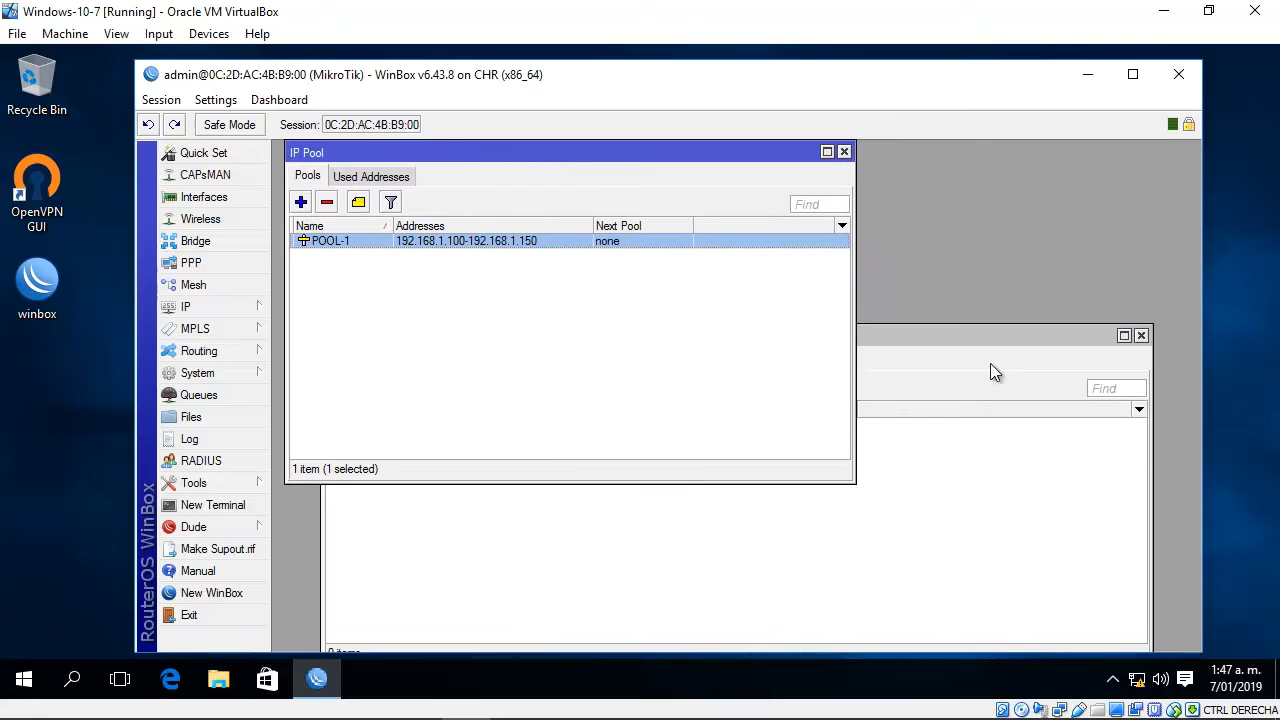 Windows-10-7 [Running] - Oracle VM VirtualBox
File Machine View Input Devices Help
Recycle Bin
OpenVPN
GUI
winbox
admin@0C:2D:AC:4B:B9:00 (MikroTik) - WinBox v6.43.8 on CHR (x86_64)
Session Settings Dashboard
Safe Mode Session: 0C:2D:AC:4B:B9:00
RouterOS WinBox
Quick Set
CAPsMAN
Interfaces
Wireless
Bridge
PPP
Mesh
IP
MPLS
Routing
System
Queues
Files
Log
RADIUS
Tools
New Terminal
Dude
Make Supout.rif
Manual
New WinBox
Exit
IP Pool
Pools Used Addresses
Find
Name Addresses Next Pool
POOL-1 192.168.1.100-192.168.1.150 none
1 item (1 selected)
Find
0 items
1:47 a. m.
7/01/2019
CTRL DERECHA